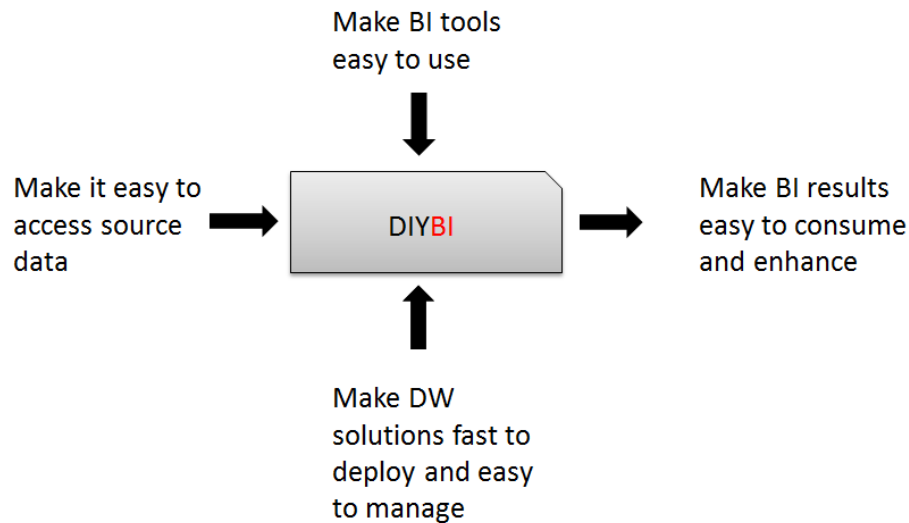 Make BI tools
easy to use
Make it easy to
access source
data
DIYBI
Make BI results
easy to consume
and enhance
Make DW
solutions fast to
deploy and easy
to manage